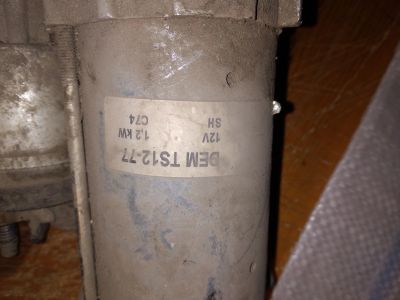 DEM TS12-77
12V 1,2 kW
SH C74